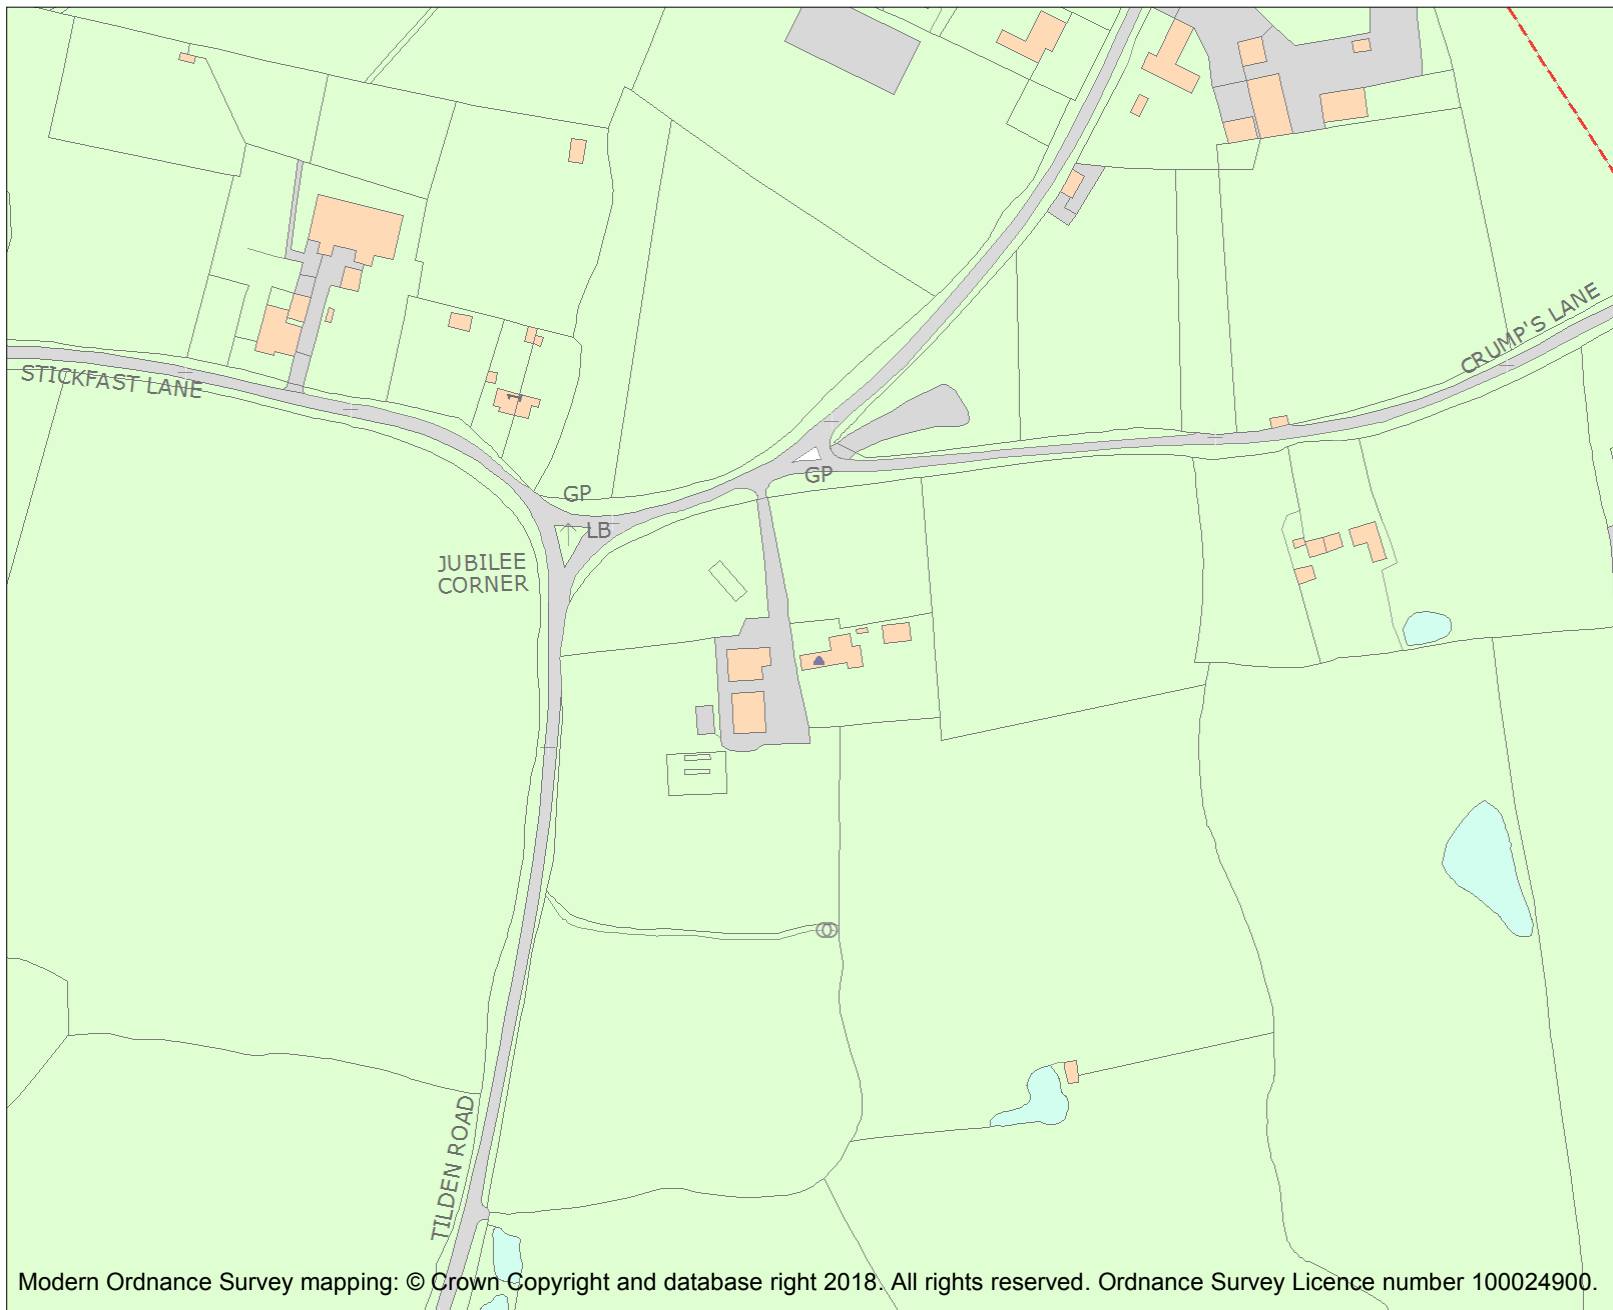 CRUMP'S LANE
STICKFAST LANE
1
GP
GP
LB
JUBILEE
CORNER
TILDEN ROAD
Modern Ordnance Survey mapping: © Crown Copyright and database right 2018. All rights reserved. Ordnance Survey Licence number 100024900.